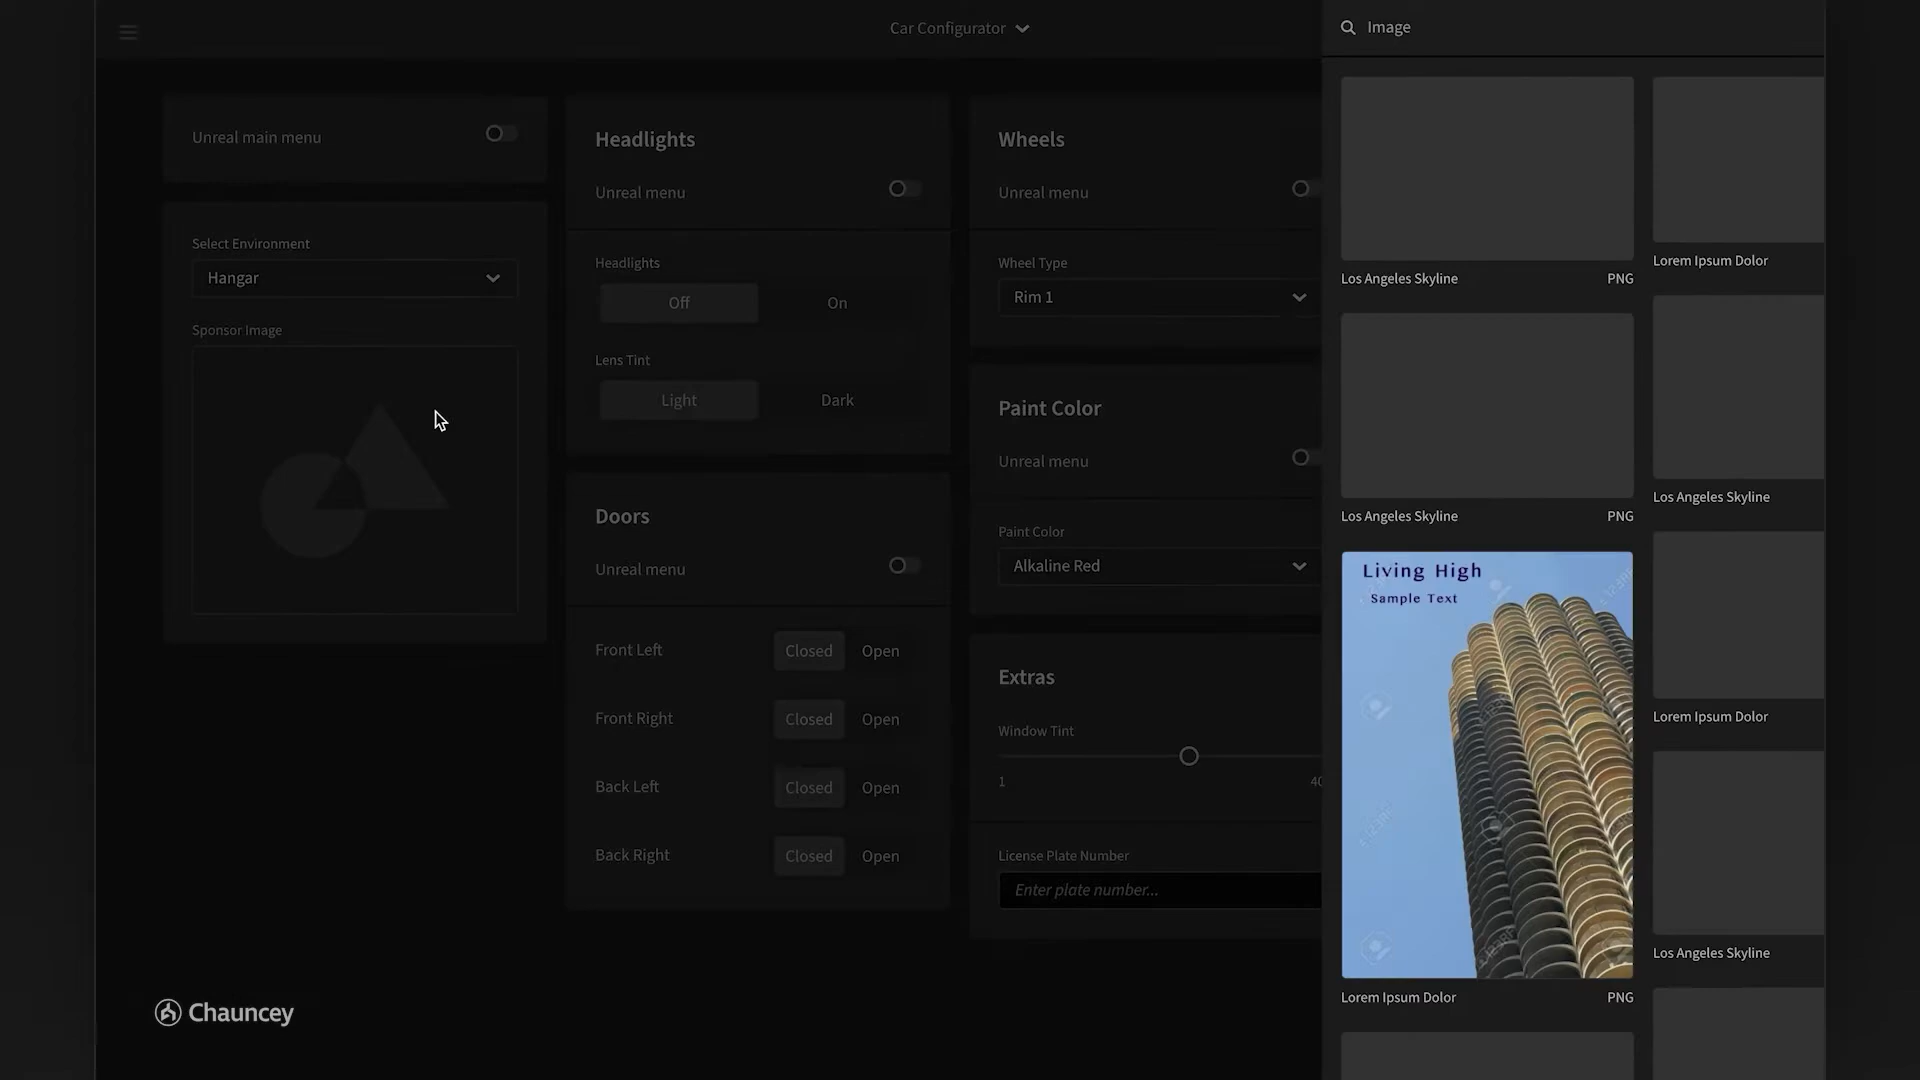 Car Configurator
Image
Unreal main menu
Select Environment
Hangar
Sponsor Image
Headlights
Unreal menu
Headlights
Off On
Lens Tint
Light Dark
Doors
Unreal menu
Front Left Closed Open
Front Right Closed Open
Back Left Closed Open
Back Right Closed Open
Wheels
Unreal menu
Wheel Type
Rim 1
Paint Color
Unreal menu
Paint Color
Alkaline Red
Extras
Window Tint
1 40
License Plate Number
Enter plate number...
Los Angeles Skyline PNG
Los Angeles Skyline PNG
Living High
Sample Text
Lorem Ipsum Dolor PNG
Lorem Ipsum Dolor
Los Angeles Skyline
Lorem Ipsum Dolor
Los Angeles Skyline
Chauncey